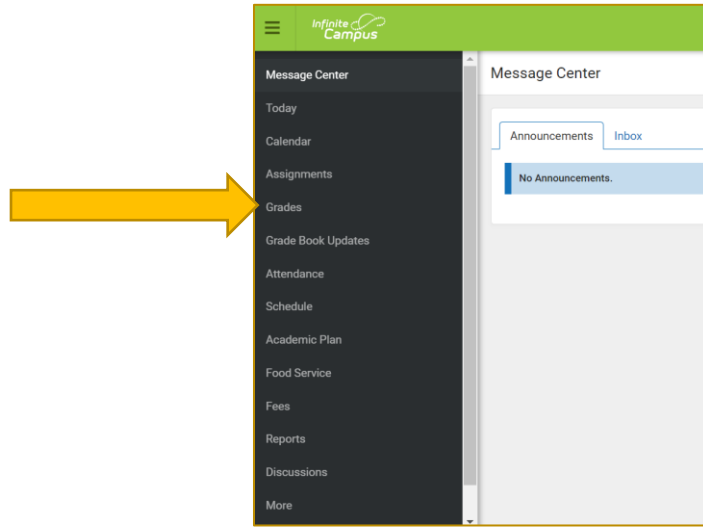 Infinite
Campus
Message Center
Today
Calendar
Assignments
Grades
Grade Book Updates
Attendance
Schedule
Academic Plan
Food Service
Fees
Reports
Discussions
More
Message Center
Announcements Inbox
No Announcements.